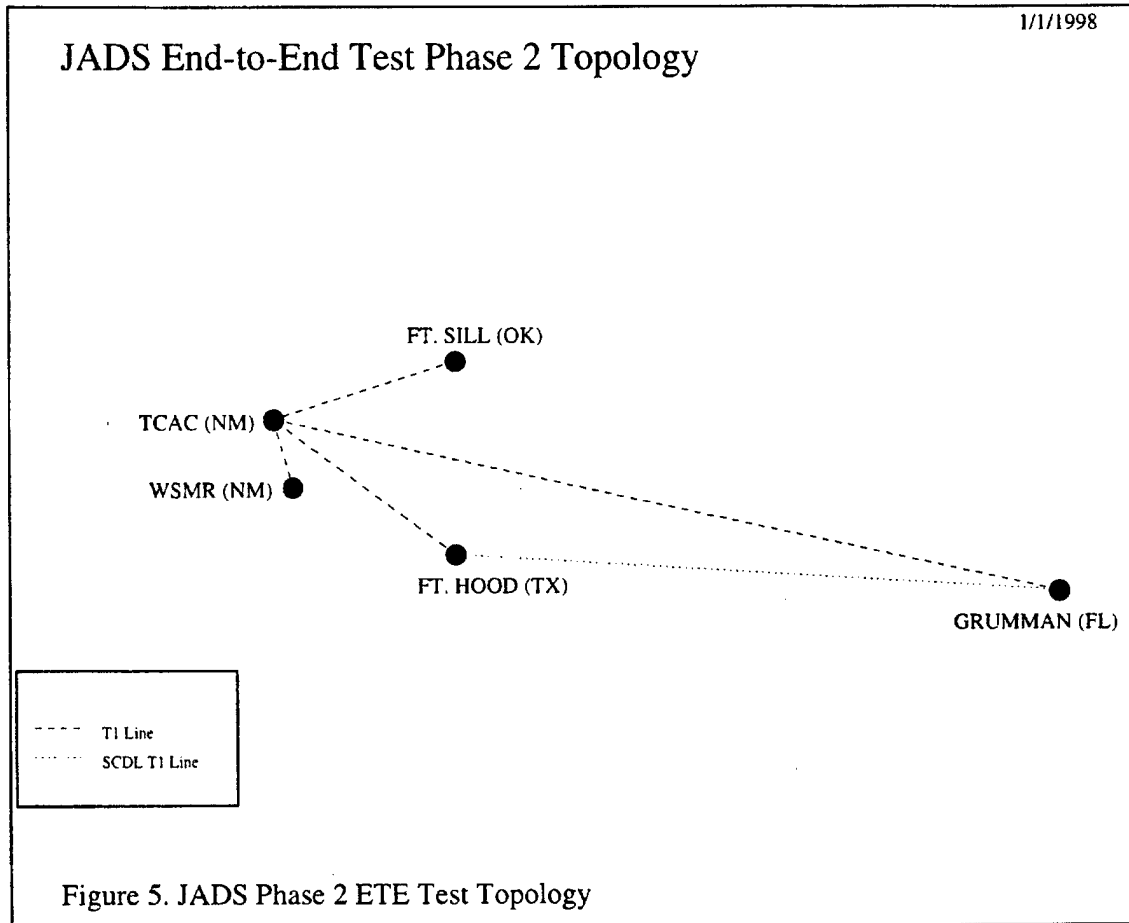 1/1/1998
JADS End-to-End Test Phase 2 Topology
FT. SILL (OK)
TCAC (NM)
WSMR (NM)
FT. HOOD (TX)
GRUMMAN (FL)
T1 Line
SCDL T1 Line
Figure 5. JADS Phase 2 ETE Test Topology